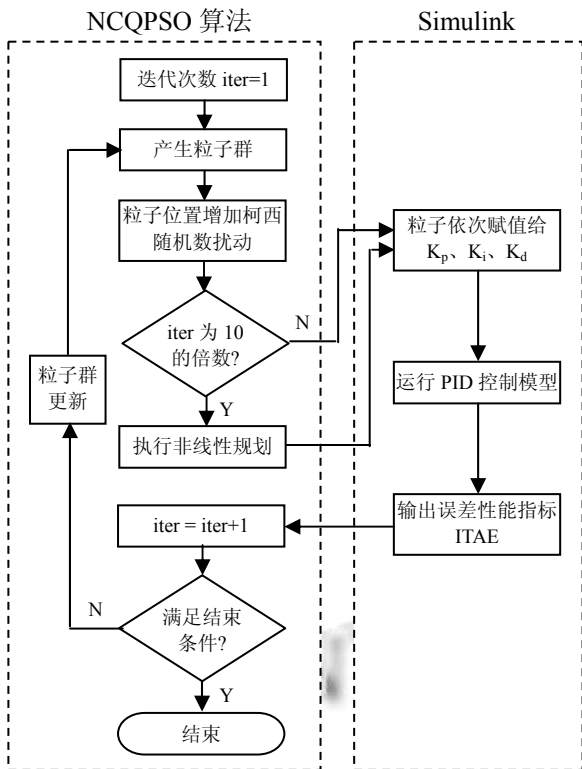 NCQPSO 算法
Simulink
迭代次数 iter=1
产生粒子群
粒子位置增加柯西
随机数扰动
iter 为 10
的倍数?
N
Y
执行非线性规划
粒子群
更新
粒子依次赋值给
Kp、Ki、Kd
运行 PID 控制模型
输出误差性能指标
ITAE
iter = iter+1
满足结束
条件?
N
Y
结束